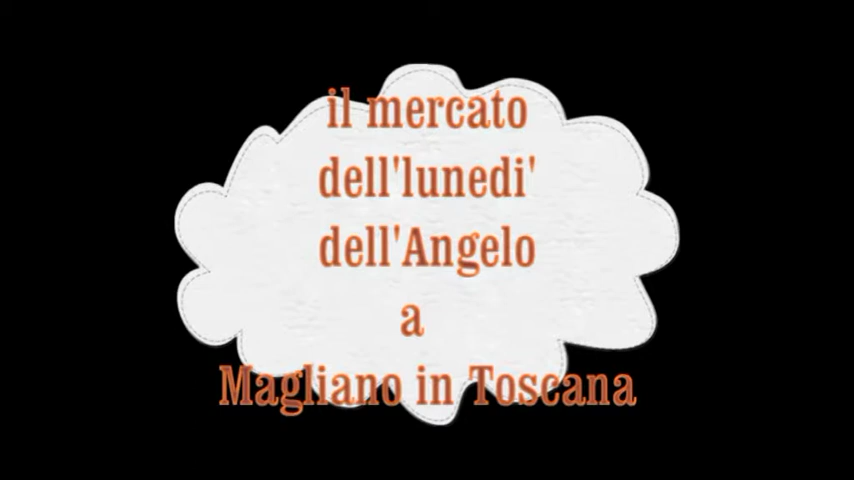 il mercato
dell'lunedi'
dell'Angelo
a
Magliano in Toscana